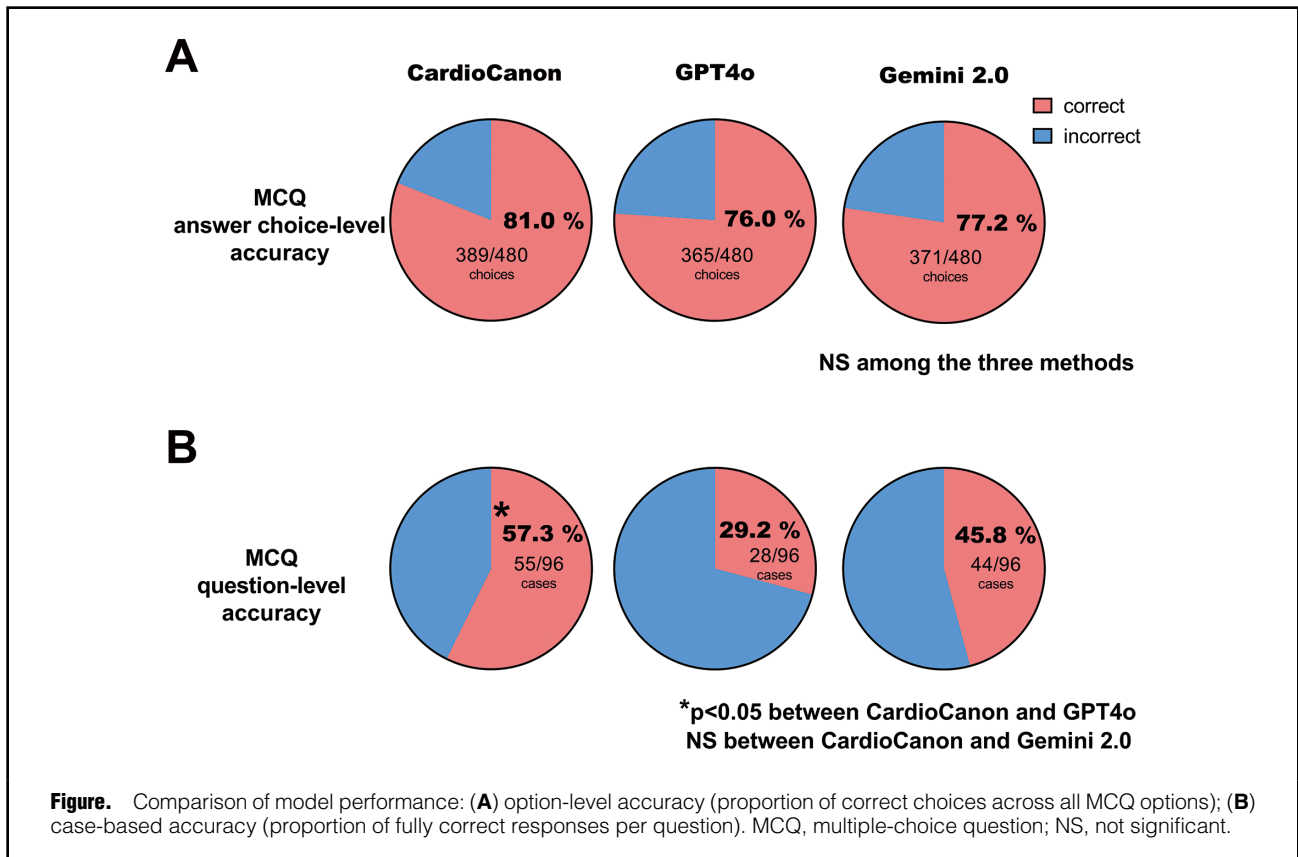 A
CardioCanon
GPT4o
Gemini 2.0
correct
incorrect
MCQ
answer choice-level
accuracy
81.0 %
389/480
choices
76.0 %
365/480
choices
77.2 %
371/480
choices
NS among the three methods
B
MCQ
question-level
accuracy
*
57.3 %
55/96
cases
29.2 %
28/96
cases
45.8 %
44/96
cases
*p<0.05 between CardioCanon and GPT4o
NS between CardioCanon and Gemini 2.0
Figure. Comparison of model performance: (A) option-level accuracy (proportion of correct choices across all MCQ options); (B)
case-based accuracy (proportion of fully correct responses per question). MCQ, multiple-choice question; NS, not significant.